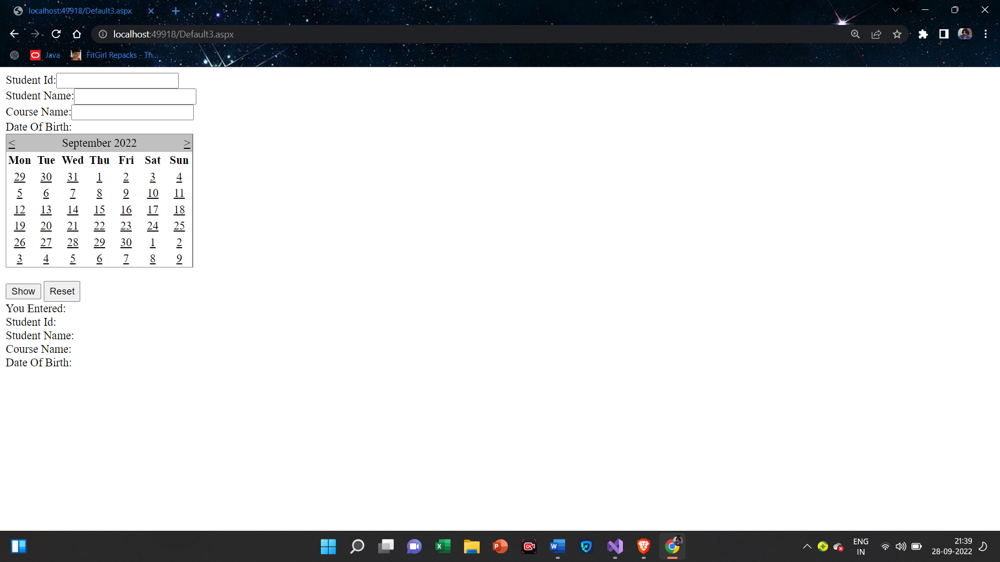 localhost:49918/Default3.aspx
localhost:49918/Default3.aspx
Java FitGirl Repacks - Th...
Student Id:
Student Name:
Course Name:
Date Of Birth:
< September 2022 >
Mon Tue Wed Thu Fri Sat Sun
29 30 31 1 2 3 4
5 6 7 8 9 10 11
12 13 14 15 16 17 18
19 20 21 22 23 24 25
26 27 28 29 30 1 2
3 4 5 6 7 8 9
Show Reset
You Entered:
Student Id:
Student Name:
Course Name:
Date Of Birth:
ENG
IN
21:39
28-09-2022